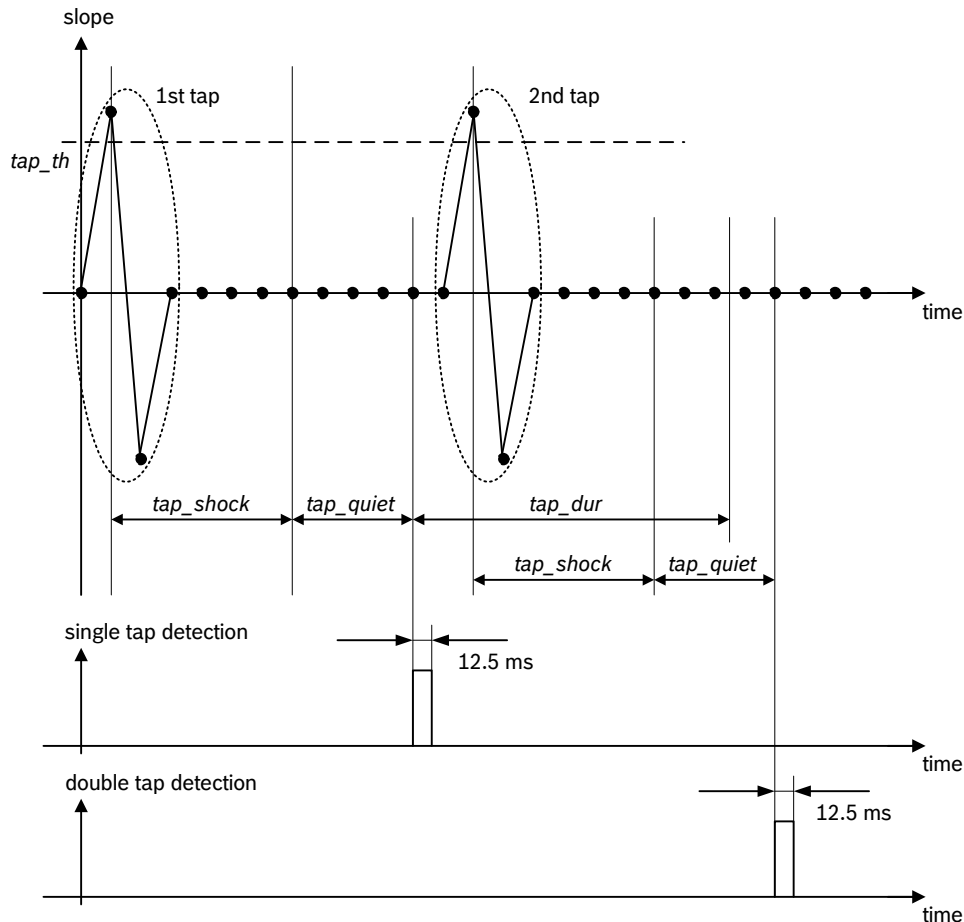 slope
1st tap
2nd tap
tap_th
time
tap_shock
tap_quiet
tap_dur
tap_shock
tap_quiet
single tap detection
12.5 ms
time
double tap detection
12.5 ms
time